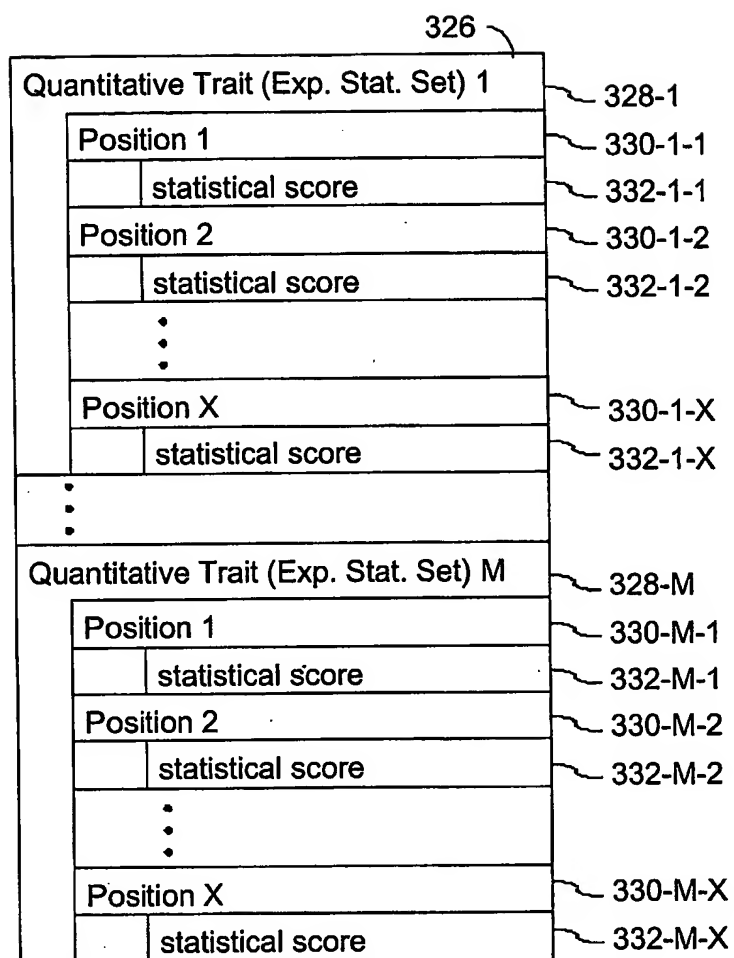 326
Quantitative Trait (Exp. Stat. Set) 1 328-1
Position 1 330-1-1
statistical score 332-1-1
Position 2 330-1-2
statistical score 332-1-2
Position X 330-1-X
statistical score 332-1-X
Quantitative Trait (Exp. Stat. Set) M 328-M
Position 1 330-M-1
statistical score 332-M-1
Position 2 330-M-2
statistical score 332-M-2
Position X 330-M-X
statistical score 332-M-X